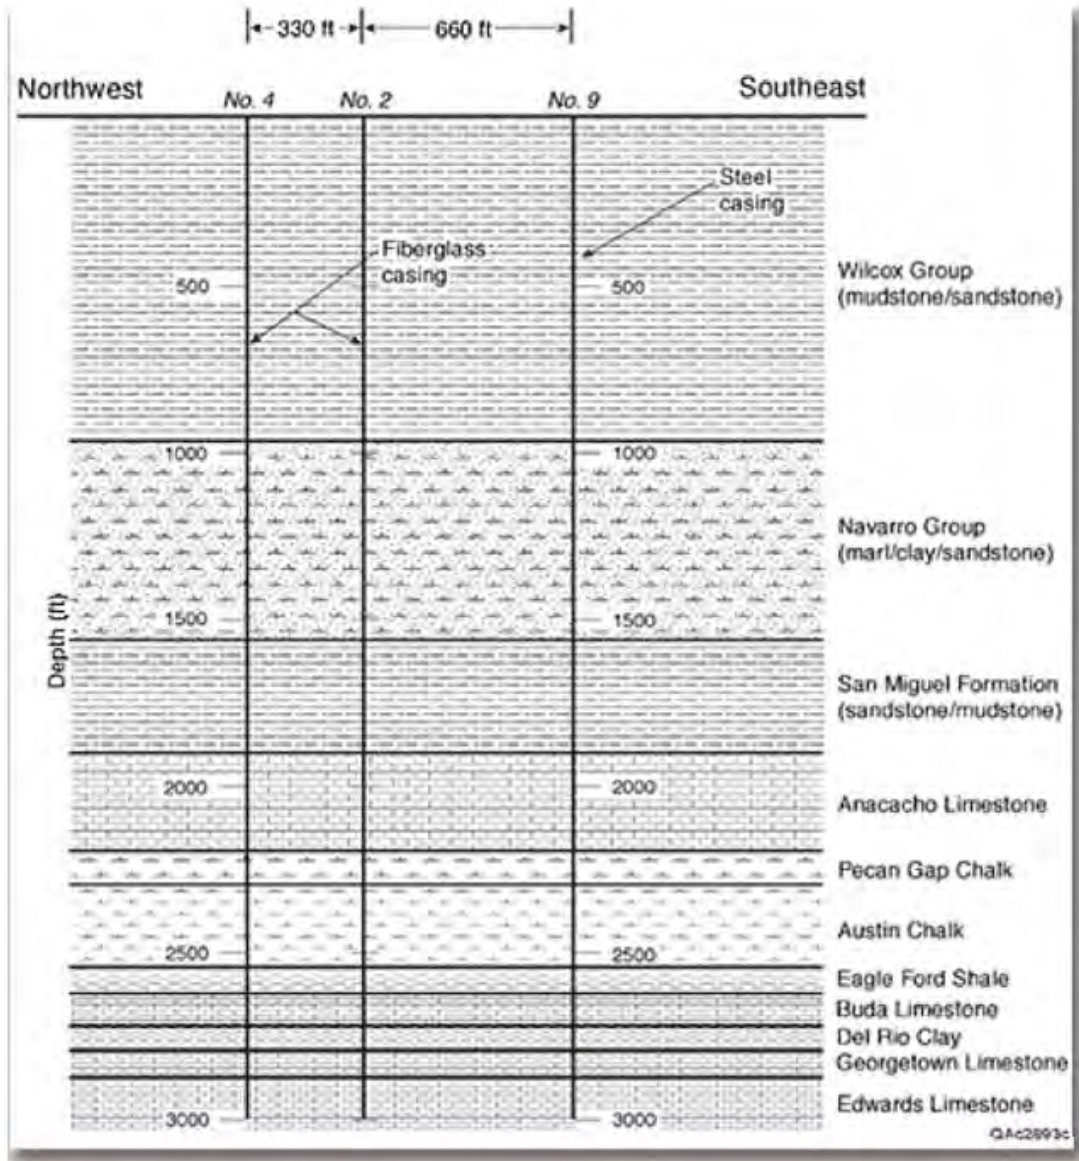 330 ft
660 ft
Northwest
Southeast
No. 4
No. 2
No. 9
Steel
casing
Fiberglass
casing
500
500
Wilcox Group
(mudstone/sandstone)
1000
1000
Navarro Group
(marl/clay/sandstone)
1500
1500
Depth (ft)
San Miguel Formation
(sandstone/mudstone)
2000
2000
Anacacho Limestone
Pecan Gap Chalk
Austin Chalk
2500
2500
Eagle Ford Shale
Buda Limestone
Del Rio Clay
Georgetown Limestone
Edwards Limestone
3000
3000
QAc2893c